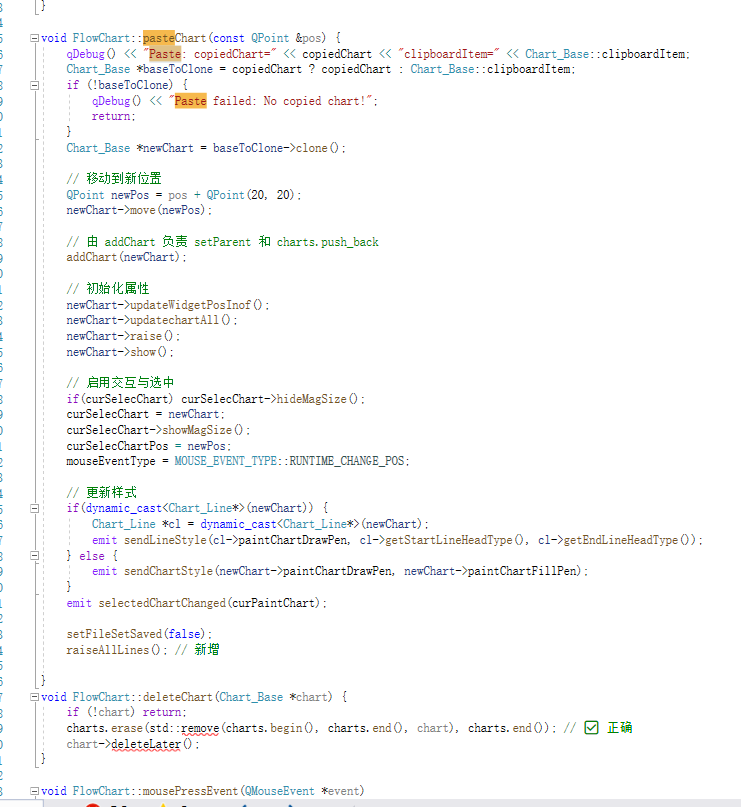 }
void FlowChart::pasteChart(const QPoint &pos) {
qDebug() << "Paste: copiedChart=" << copiedChart << "clipboardItem=" << Chart_Base::clipboardItem;
Chart_Base *baseToClone = copiedChart ? copiedChart : Chart_Base::clipboardItem;
if (!baseToClone) {
qDebug() << "Paste failed: No copied chart!";
return;
}
Chart_Base *newChart = baseToClone->clone();
// 移动到新位置
QPoint newPos = pos + QPoint(20, 20);
newChart->move(newPos);
// 由 addChart 负责 setParent 和 charts.push_back
addChart(newChart);
// 初始化属性
newChart->updateWidgetPosInof();
newChart->updatechartAll();
newChart->raise();
newChart->show();
// 启用交互与选中
if(curSelecChart) curSelecChart->hideMagSize();
curSelecChart = newChart;
curSelecChart->showMagSize();
curSelecChartPos = newPos;
mouseEventType = MOUSE_EVENT_TYPE::RUNTIME_CHANGE_POS;
// 更新样式
if(dynamic_cast<Chart_Line*>(newChart)) {
Chart_Line *cl = dynamic_cast<Chart_Line*>(newChart);
emit sendLineStyle(cl->paintChartDrawPen, cl->getStartLineHeadType(), cl->getEndLineHeadType());
} else {
emit sendChartStyle(newChart->paintChartDrawPen, newChart->paintChartFillPen);
}
emit selectedChartChanged(curPaintChart);
setFileSetSaved(false);
raiseAllLines(); // 新增
}
void FlowChart::deleteChart(Chart_Base *chart) {
if (!chart) return;
charts.erase(std::remove(charts.begin(), charts.end(), chart), charts.end()); // ✅ 正确
chart->deleteLater();
}
void FlowChart::mousePressEvent(QMouseEvent *event)